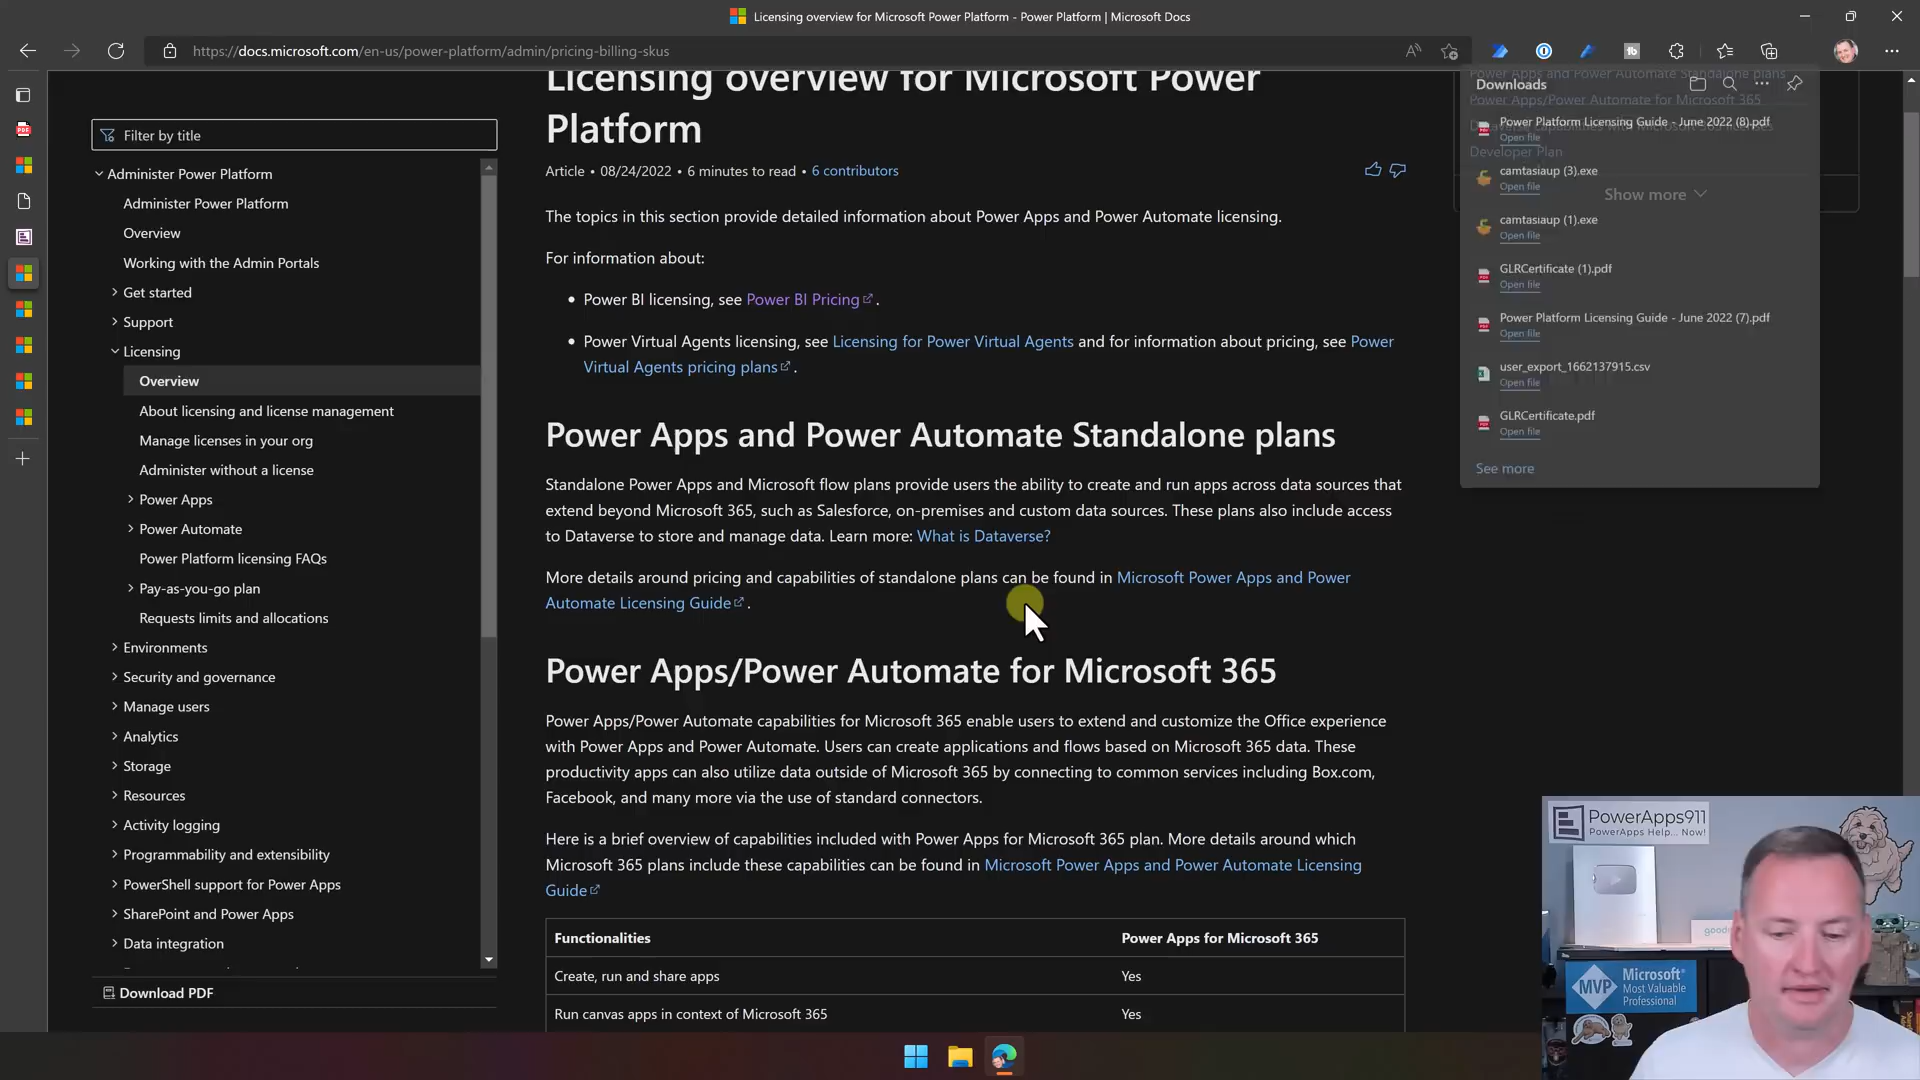 Licensing overview for Microsoft Power Platform - Power Platform | Microsoft Docs
https://docs.microsoft.com/en-us/power-platform/admin/pricing-billing-skus
Filter by title
Administer Power Platform
Administer Power Platform
Overview
Working with the Admin Portals
Get started
Support
Licensing
Overview
About licensing and license management
Manage licenses in your org
Administer without a license
Power Apps
Power Automate
Power Platform licensing FAQs
Pay-as-you-go plan
Requests limits and allocations
Environments
Security and governance
Manage users
Analytics
Storage
Resources
Activity logging
Programmability and extensibility
PowerShell support for Power Apps
SharePoint and Power Apps
Data integration
Download PDF
Licensing overview for Microsoft Power
Platform
Article • 08/24/2022 • 6 minutes to read • 6 contributors
The topics in this section provide detailed information about Power Apps and Power Automate licensing.
For information about:
• Power BI licensing, see Power BI Pricing .
• Power Virtual Agents licensing, see Licensing for Power Virtual Agents and for information about pricing, see Power
Virtual Agents pricing plans .
Power Apps and Power Automate Standalone plans
Standalone Power Apps and Microsoft flow plans provide users the ability to create and run apps across data sources that
extend beyond Microsoft 365, such as Salesforce, on-premises and custom data sources. These plans also include access
to Dataverse to store and manage data. Learn more: What is Dataverse?
More details around pricing and capabilities of standalone plans can be found in Microsoft Power Apps and Power
Automate Licensing Guide .
Power Apps/Power Automate for Microsoft 365
Power Apps/Power Automate capabilities for Microsoft 365 enable users to extend and customize the Office experience
with Power Apps and Power Automate. Users can create applications and flows based on Microsoft 365 data. These
productivity apps can also utilize data outside of Microsoft 365 by connecting to common services including Box.com,
Facebook, and many more via the use of standard connectors.
Here is a brief overview of capabilities included with Power Apps for Microsoft 365 plan. More details around which
Microsoft 365 plans include these capabilities can be found in Microsoft Power Apps and Power Automate Licensing
Guide
Functionalities Power Apps for Microsoft 365
Create, run and share apps Yes
Run canvas apps in context of Microsoft 365 Yes
Power Apps and Power Automate Standalone plans
Downloads
Power Apps/Power Automate for Microsoft 365
Power Platform Licensing Guide - June 2022 (8).pdf
Dataverse capabilities with Microsoft 365 licenses
Open file
Developer Plan
camtasiaup (3).exe
Open file
Show more
camtasiaup (1).exe
Open file
GLRCertificate (1).pdf
Open file
Power Platform Licensing Guide - June 2022 (7).pdf
Open file
user_export_1662137915.csv
Open file
GLRCertificate.pdf
Open file
See more
PowerApps911
PowerApps Help... Now!
MVP
Microsoft®
Most Valuable
Professional